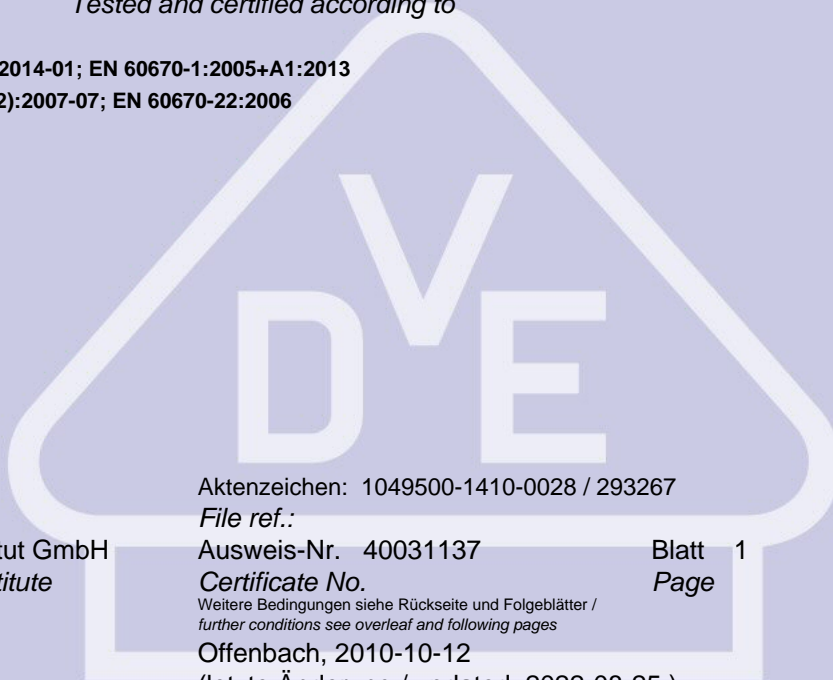 Tested and certified according to
2014-01; EN 60670-1:2005+A1:2013
2):2007-07; EN 60670-22:2006
VDE
Aktenzeichen: 1049500-1410-0028 / 293267
File ref.:
tut GmbH Ausweis-Nr. 40031137 Blatt 1
titute Certificate No. Page
Weitere Bedingungen siehe Rückseite und Folgeblätter /
further conditions see overleaf and following pages
Offenbach, 2010-10-12